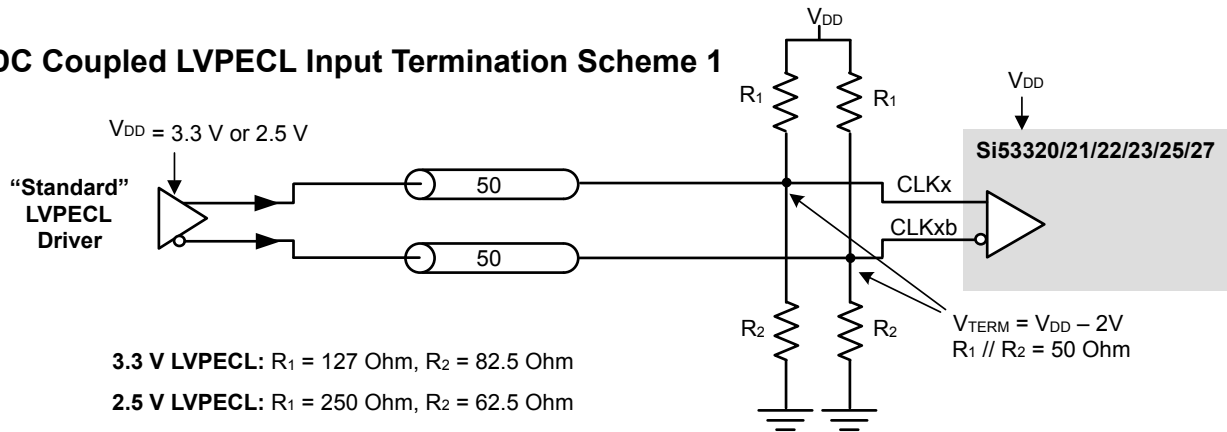 DC Coupled LVPECL Input Termination Scheme 1
VDD
R1
R1
VDD
VDD = 3.3 V or 2.5 V
Si53320/21/22/23/25/27
“Standard”
LVPECL
Driver
50
CLKx
50
CLKxb
R2
R2
VTERM = VDD – 2V
R1 // R2 = 50 Ohm
3.3 V LVPECL: R1 = 127 Ohm, R2 = 82.5 Ohm
2.5 V LVPECL: R1 = 250 Ohm, R2 = 62.5 Ohm